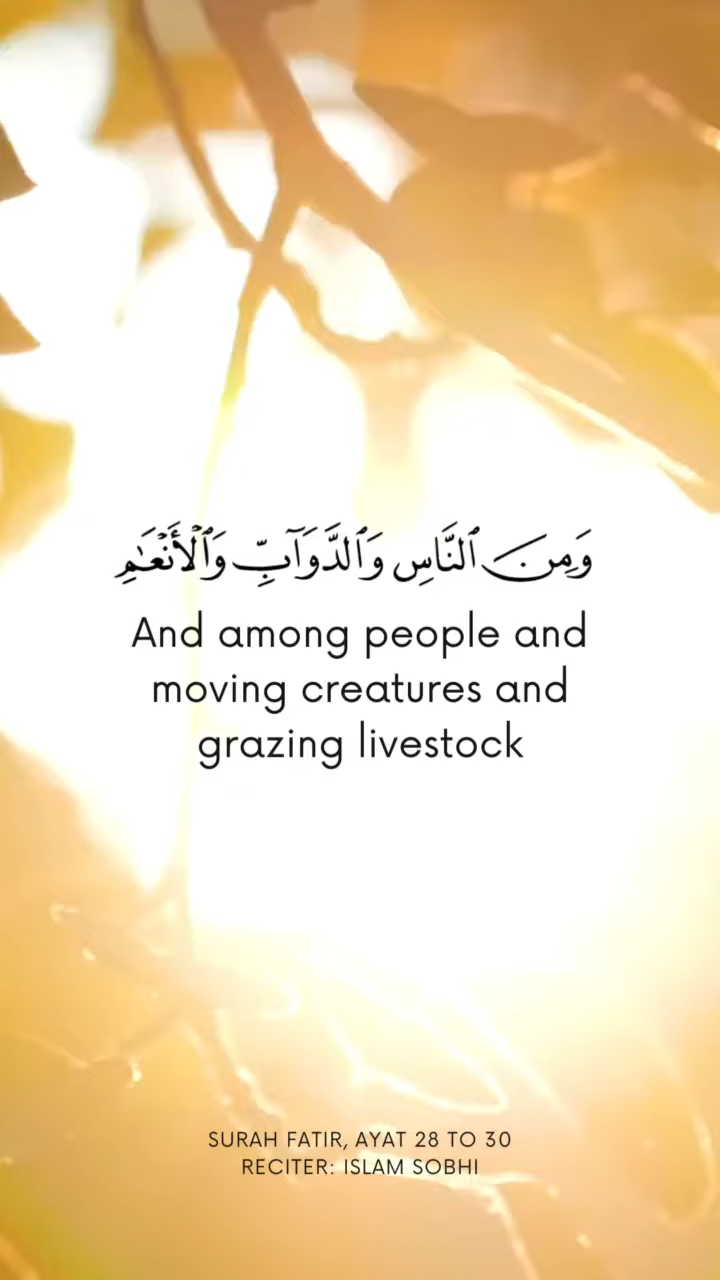 وَمِنَ ٱلنَّاسِ وَٱلدَّوَآبِّ وَٱلْأَنْعَٰمِ
And among people and
moving creatures and
grazing livestock
SURAH FATIR, AYAT 28 TO 30
RECITER: ISLAM SOBHI